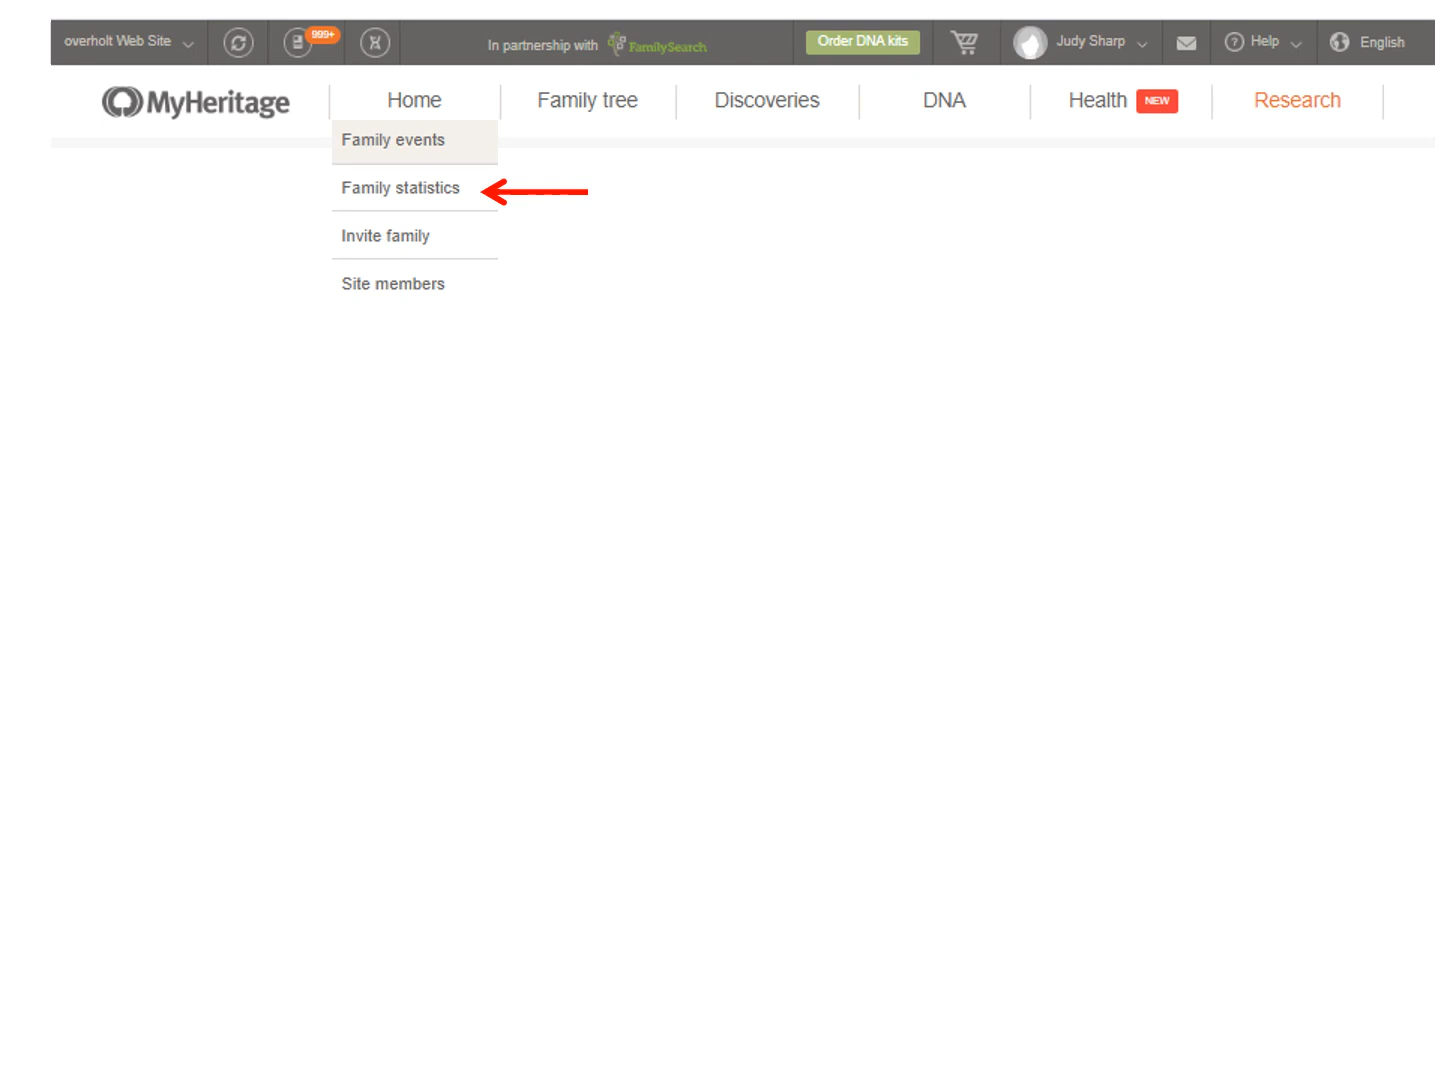 overholt Web Site 999+ In partnership with FamilySearch Order DNA kits Judy Sharp Help English
MyHeritage Home Family tree Discoveries DNA Health NEW Research
Family events
Family statistics
Invite family
Site members